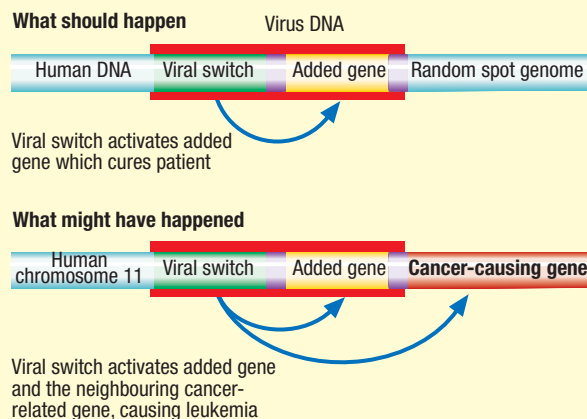 What should happen
Virus DNA
Human DNA Viral switch Added gene Random spot genome
Viral switch activates added
gene which cures patient
What might have happened
Human
chromosome 11 Viral switch Added gene Cancer-causing gene
Viral switch activates added gene
and the neighbouring cancer-
related gene, causing leukemia